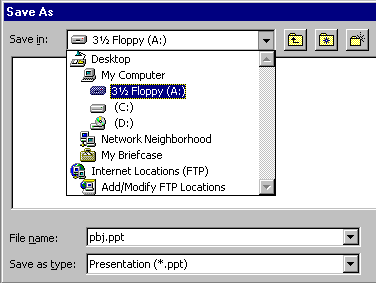 Save As
Save in:
3½ Floppy (A:)
Desktop
My Computer
3½ Floppy (A:)
(C:)
(D:)
Network Neighborhood
My Briefcase
Internet Locations (FTP)
Add/Modify FTP Locations
File name:
pbj.ppt
Save as type:
Presentation (*.ppt)